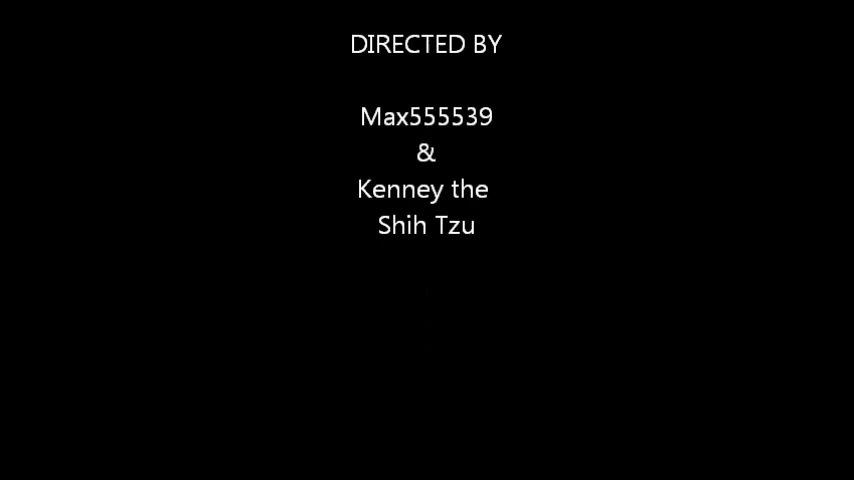 DIRECTED BY
Max555539
&
Kenney the
Shih Tzu